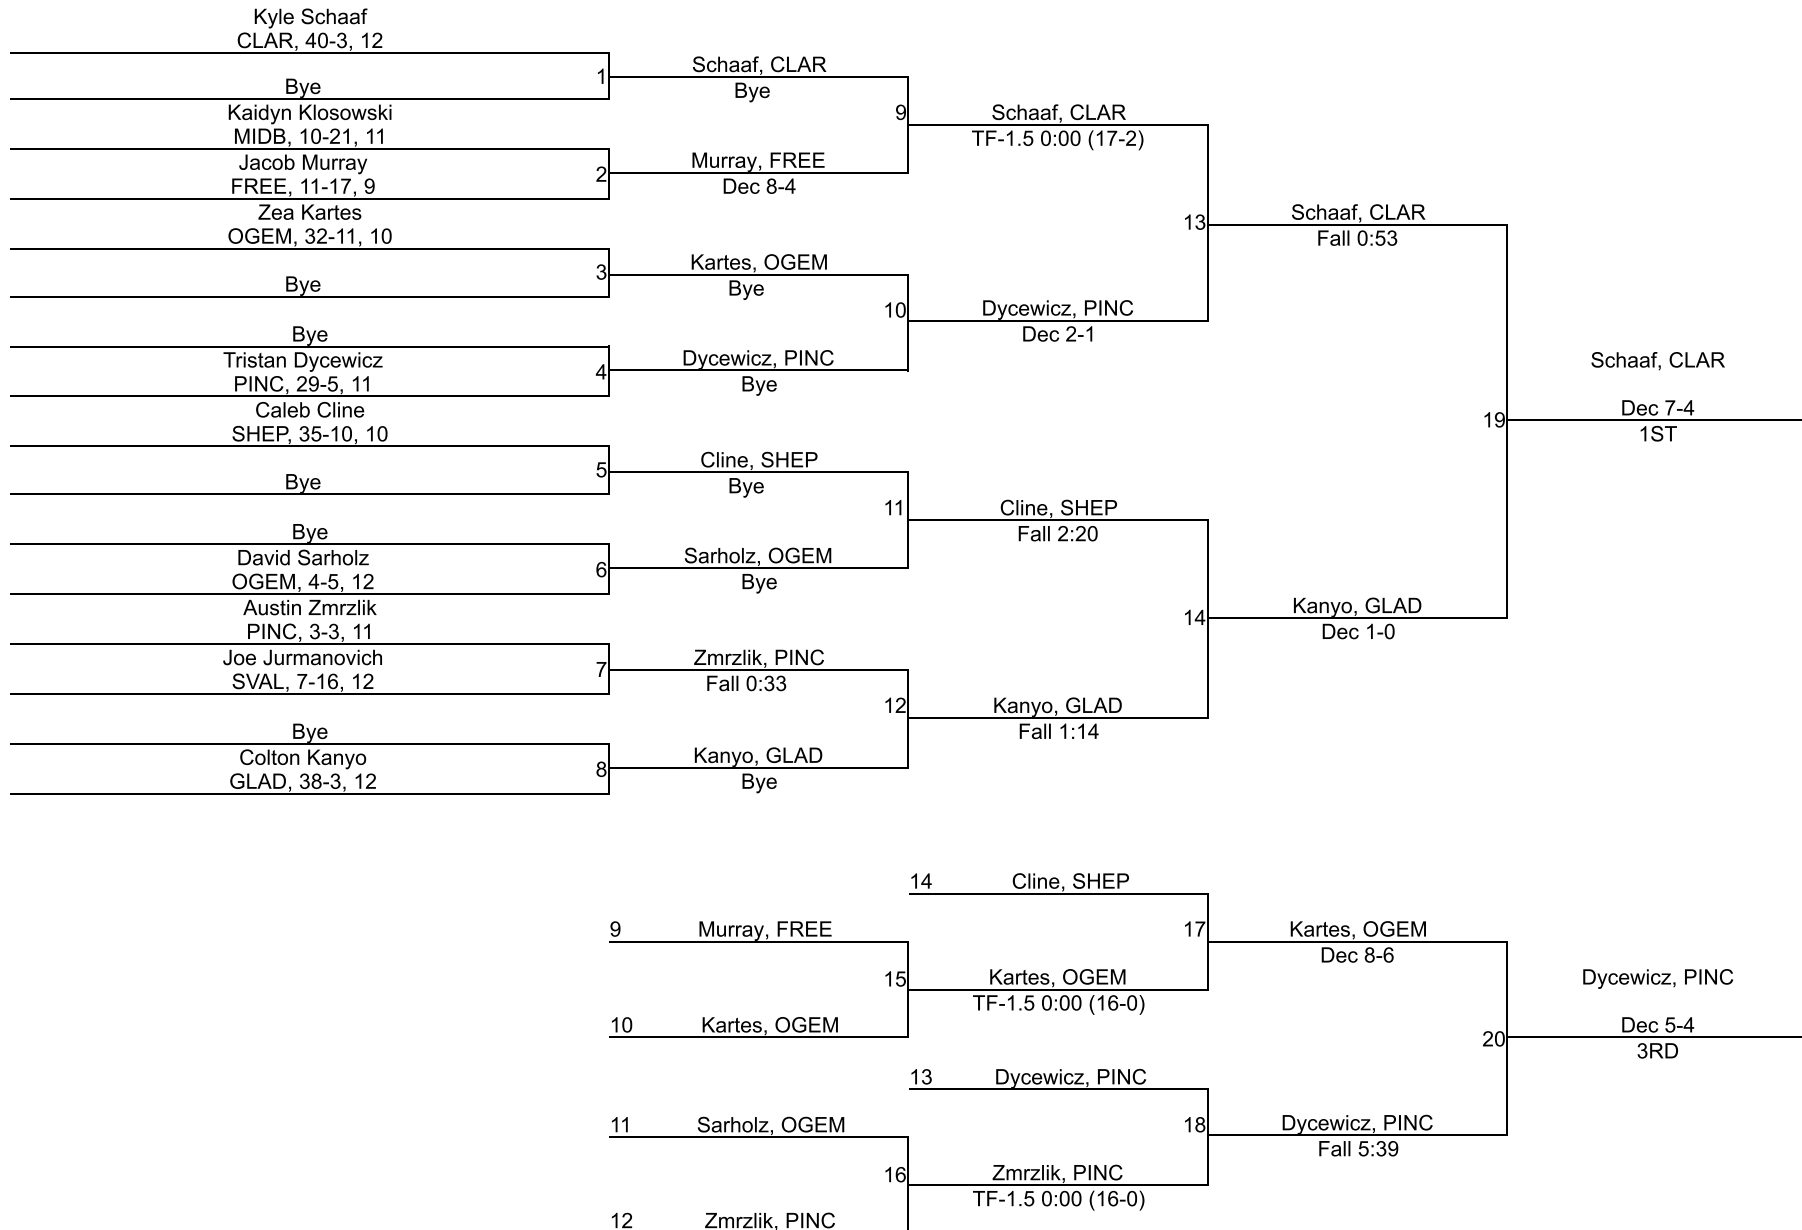 Kyle Schaaf
CLAR, 40-3, 12
Bye
1
Kaidyn Klosowski
MIDB, 10-21, 11
Jacob Murray
FREE, 11-17, 9
2
Zea Kartes
OGEM, 32-11, 10
Bye
3
Bye
Tristan Dycewicz
PINC, 29-5, 11
4
Caleb Cline
SHEP, 35-10, 10
Bye
5
Bye
David Sarholz
OGEM, 4-5, 12
6
Austin Zmrzlik
PINC, 3-3, 11
Joe Jurmanovich
SVAL, 7-16, 12
7
Bye
Colton Kanyo
GLAD, 38-3, 12
8
Schaaf, CLAR
Bye
9
Murray, FREE
Dec 8-4
Kartes, OGEM
Bye
10
Dycewicz, PINC
Bye
Cline, SHEP
Bye
11
Sarholz, OGEM
Bye
Zmrzlik, PINC
Fall 0:33
12
Kanyo, GLAD
Bye
Schaaf, CLAR
TF-1.5 0:00 (17-2)
13
Dycewicz, PINC
Dec 2-1
Cline, SHEP
Fall 2:20
14
Kanyo, GLAD
Fall 1:14
Schaaf, CLAR
Fall 0:53
19
Kanyo, GLAD
Dec 1-0
Schaaf, CLAR
Dec 7-4
1ST
9 Murray, FREE
15
10 Kartes, OGEM
11 Sarholz, OGEM
16
12 Zmrzlik, PINC
14 Cline, SHEP
17
Kartes, OGEM
TF-1.5 0:00 (16-0)
13 Dycewicz, PINC
18
Zmrzlik, PINC
TF-1.5 0:00 (16-0)
Kartes, OGEM
Dec 8-6
20
Dycewicz, PINC
Fall 5:39
Dycewicz, PINC
Dec 5-4
3RD